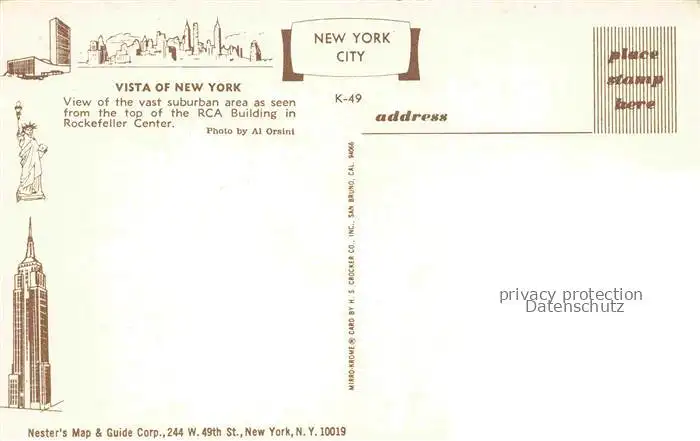 NEW YORK
CITY
place
stamp
here
VISTA OF NEW YORK
View of the vast suburban area as seen
from the top of the RCA Building in
Rockefeller Center.
Photo by Al Orsini
K-49
address
MIRRO-KROME® CARD BY H. S. CROCKER CO., INC., SAN BRUNO, CAL. 94066
privacy protection
Datenschutz
Nester's Map & Guide Corp., 244 W. 49th St., New York, N. Y. 10019